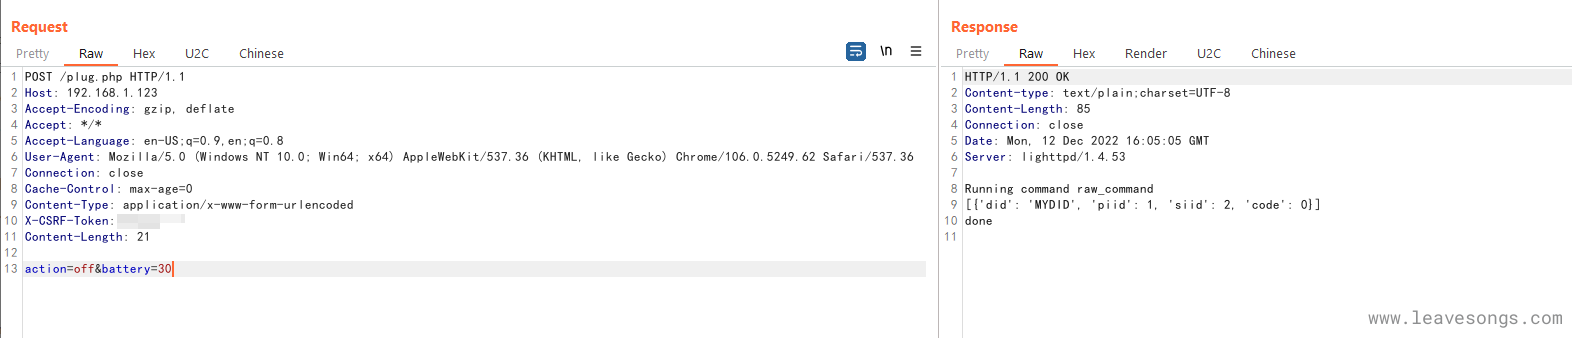 Request
Pretty Raw Hex U2C Chinese \n
1 POST /plug.php HTTP/1.1
2 Host: 192.168.1.123
3 Accept-Encoding: gzip, deflate
4 Accept: */*
5 Accept-Language: en-US;q=0.9,en;q=0.8
6 User-Agent: Mozilla/5.0 (Windows NT 10.0; Win64; x64) AppleWebKit/537.36 (KHTML, like Gecko) Chrome/106.0.5249.62 Safari/537.36
7 Connection: close
8 Cache-Control: max-age=0
9 Content-Type: application/x-www-form-urlencoded
10 X-CSRF-Token:
11 Content-Length: 21
12
13 action=off&battery=30
Response
Pretty Raw Hex Render U2C Chinese
1 HTTP/1.1 200 OK
2 Content-type: text/plain;charset=UTF-8
3 Content-Length: 85
4 Connection: close
5 Date: Mon, 12 Dec 2022 16:05:05 GMT
6 Server: lighttpd/1.4.53
7
8 Running command raw_command
9 [{'did': 'MYDID', 'piid': 1, 'siid': 2, 'code': 0}]
10 done
11
www.leavesongs.com